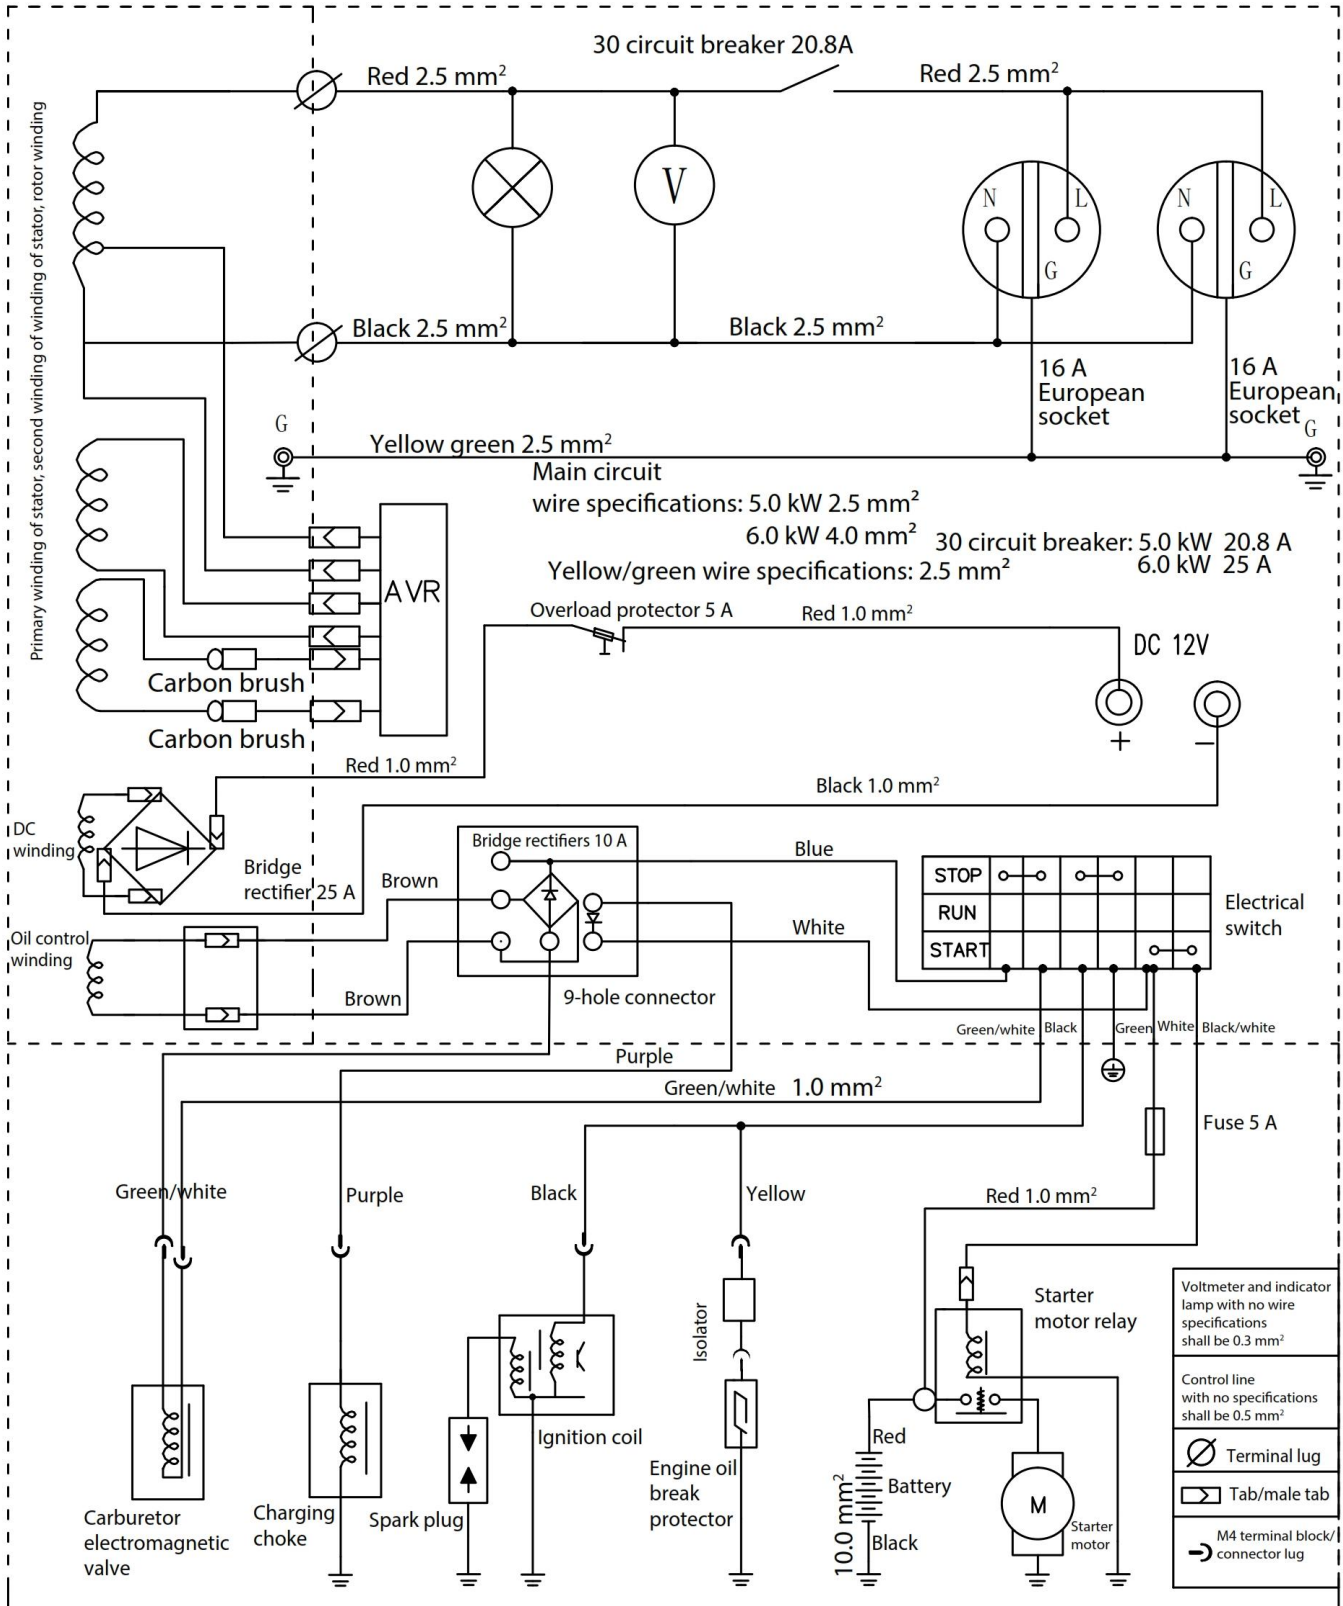 30 circuit breaker 20.8A
Red 2.5 mm²
Red 2.5 mm²
Primary winding of stator, second winding of winding of stator, rotor winding
V
N
L
G
N
L
G
Black 2.5 mm²
Black 2.5 mm²
16 A
European
socket
16 A
European
socket
G
G
Yellow green 2.5 mm²
Main circuit
wire specifications: 5.0 kW 2.5 mm²
6.0 kW 4.0 mm²
30 circuit breaker: 5.0 kW 20.8 A
6.0 kW 25 A
Yellow/green wire specifications: 2.5 mm²
AVR
Overload protector 5 A
Red 1.0 mm²
DC 12V
+
−
Carbon brush
Carbon brush
Red 1.0 mm²
Black 1.0 mm²
DC
winding
Bridge
rectifier 25 A
Bridge rectifiers 10 A
Blue
Brown
White
STOP
RUN
START
Electrical
switch
Oil control
winding
Brown
9-hole connector
Green/white
Black
Green
White
Black/white
Purple
Green/white 1.0 mm²
Fuse 5 A
Green/white
Purple
Black
Yellow
Red 1.0 mm²
Isolator
Starter
motor relay
Voltmeter and indicator
lamp with no wire
specifications
shall be 0.3 mm²
Control line
with no specifications
shall be 0.5 mm²
Terminal lug
Tab/male tab
M4 terminal block/
connector lug
Ignition coil
Red
Battery
10.0 mm²
Black
M
Starter
motor
Engine oil
break
protector
Carburetor
electromagnetic
valve
Charging
choke
Spark plug